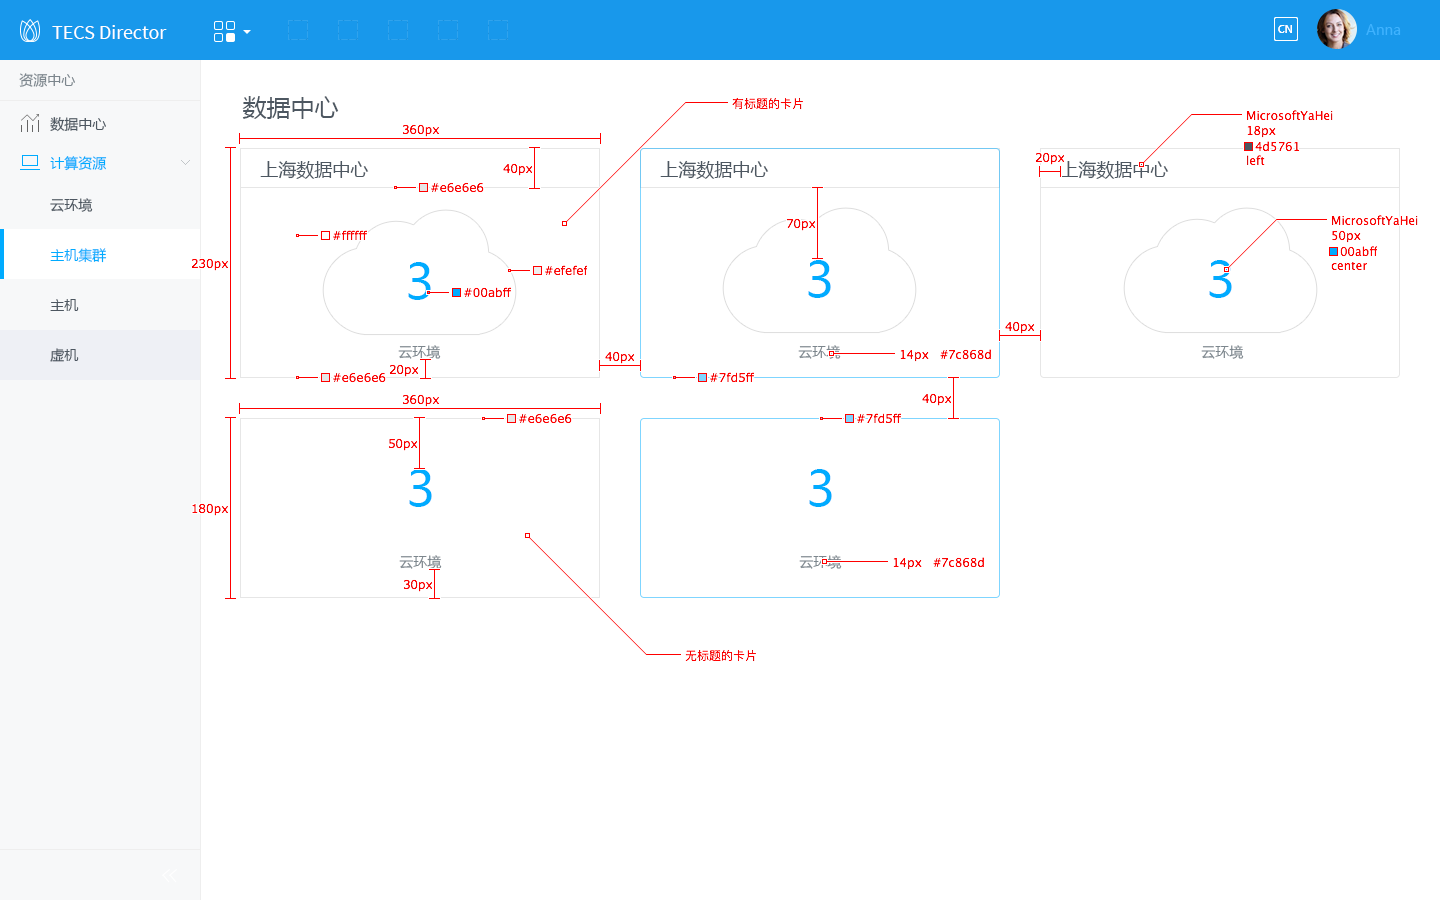 TECS Director
CN
Anna
资源中心
数据中心
计算资源
云环境
主机集群
主机
虚机
数据中心
有标题的卡片
360px
230px
上海数据中心
40px
#e6e6e6
#ffffff
#efefef
3
#00abff
云环境
20px
#e6e6e6
40px
上海数据中心
70px
3
云环境
14px #7c868d
#7fd5ff
40px
40px
MicrosoftYaHei
18px
4d5761
left
20px
上海数据中心
MicrosoftYaHei
50px
00abff
center
3
云环境
360px
#e6e6e6
50px
180px
3
云环境
30px
#7fd5ff
3
云环境
14px #7c868d
无标题的卡片